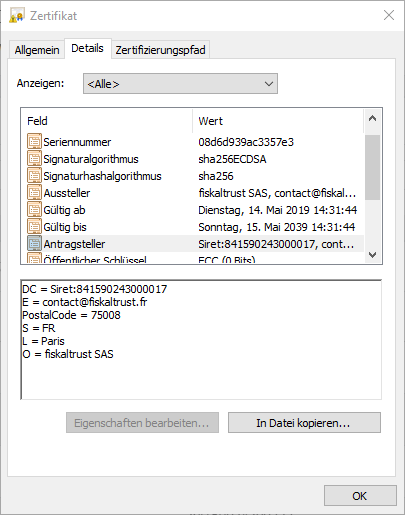 Zertifikat
Allgemein Details Zertifizierungspfad
Anzeigen: <Alle>
Feld Wert
Seriennummer 08d6d939ac3357e3
Signaturalgorithmus sha256ECDSA
Signaturhashalgorithmus sha256
Aussteller fiskaltrust SAS, contact@fiskal...
Gültig ab Dienstag, 14. Mai 2019 14:31:44
Gültig bis Sonntag, 15. Mai 2039 14:31:44
Antragsteller Siret:841590243000017, cont...
Öffentlicher Schlüssel ECC (0 Bits)
DC = Siret:841590243000017
E = contact@fiskaltrust.fr
PostalCode = 75008
S = FR
L = Paris
O = fiskaltrust SAS
Eigenschaften bearbeiten... In Datei kopieren...
OK